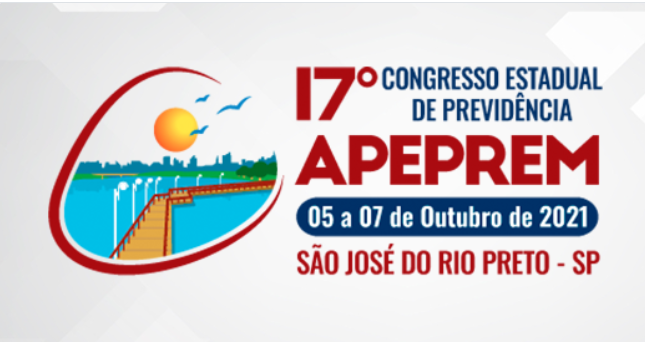 17º CONGRESSO ESTADUAL
DE PREVIDÊNCIA
APEPREM
05 a 07 de Outubro de 2021
SÃO JOSÉ DO RIO PRETO - SP